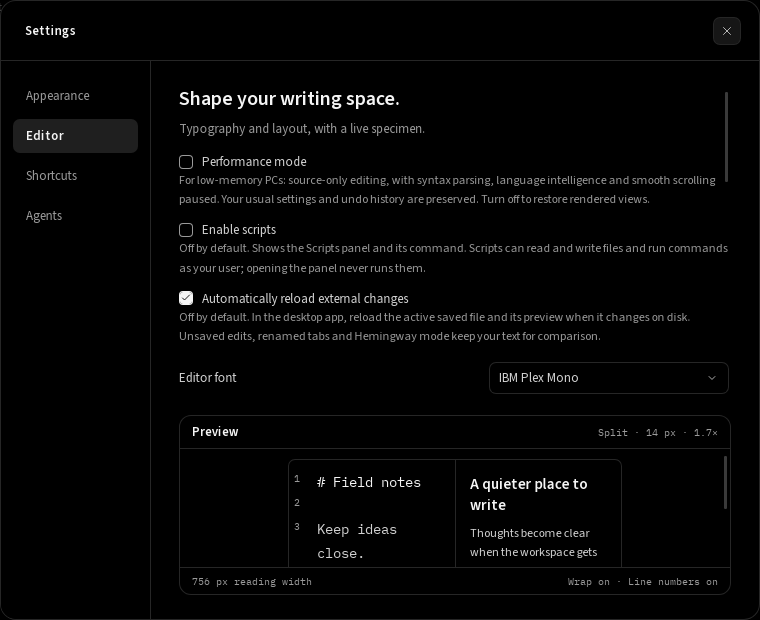 Settings
Appearance
Editor
Shortcuts
Agents
Shape your writing space.
Typography and layout, with a live specimen.
Performance mode
For low-memory PCs: source-only editing, with syntax parsing, language intelligence and smooth scrolling
paused. Your usual settings and undo history are preserved. Turn off to restore rendered views.
Enable scripts
Off by default. Shows the Scripts panel and its command. Scripts can read and write files and run commands
as your user; opening the panel never runs them.
Automatically reload external changes
Off by default. In the desktop app, reload the active saved file and its preview when it changes on disk.
Unsaved edits, renamed tabs and Hemingway mode keep your text for comparison.
Editor font
IBM Plex Mono
Preview
Split · 14 px · 1.7×
1 # Field notes
2
3 Keep ideas
close.
A quieter place to
write
Thoughts become clear
when the workspace gets
756 px reading width
Wrap on · Line numbers on